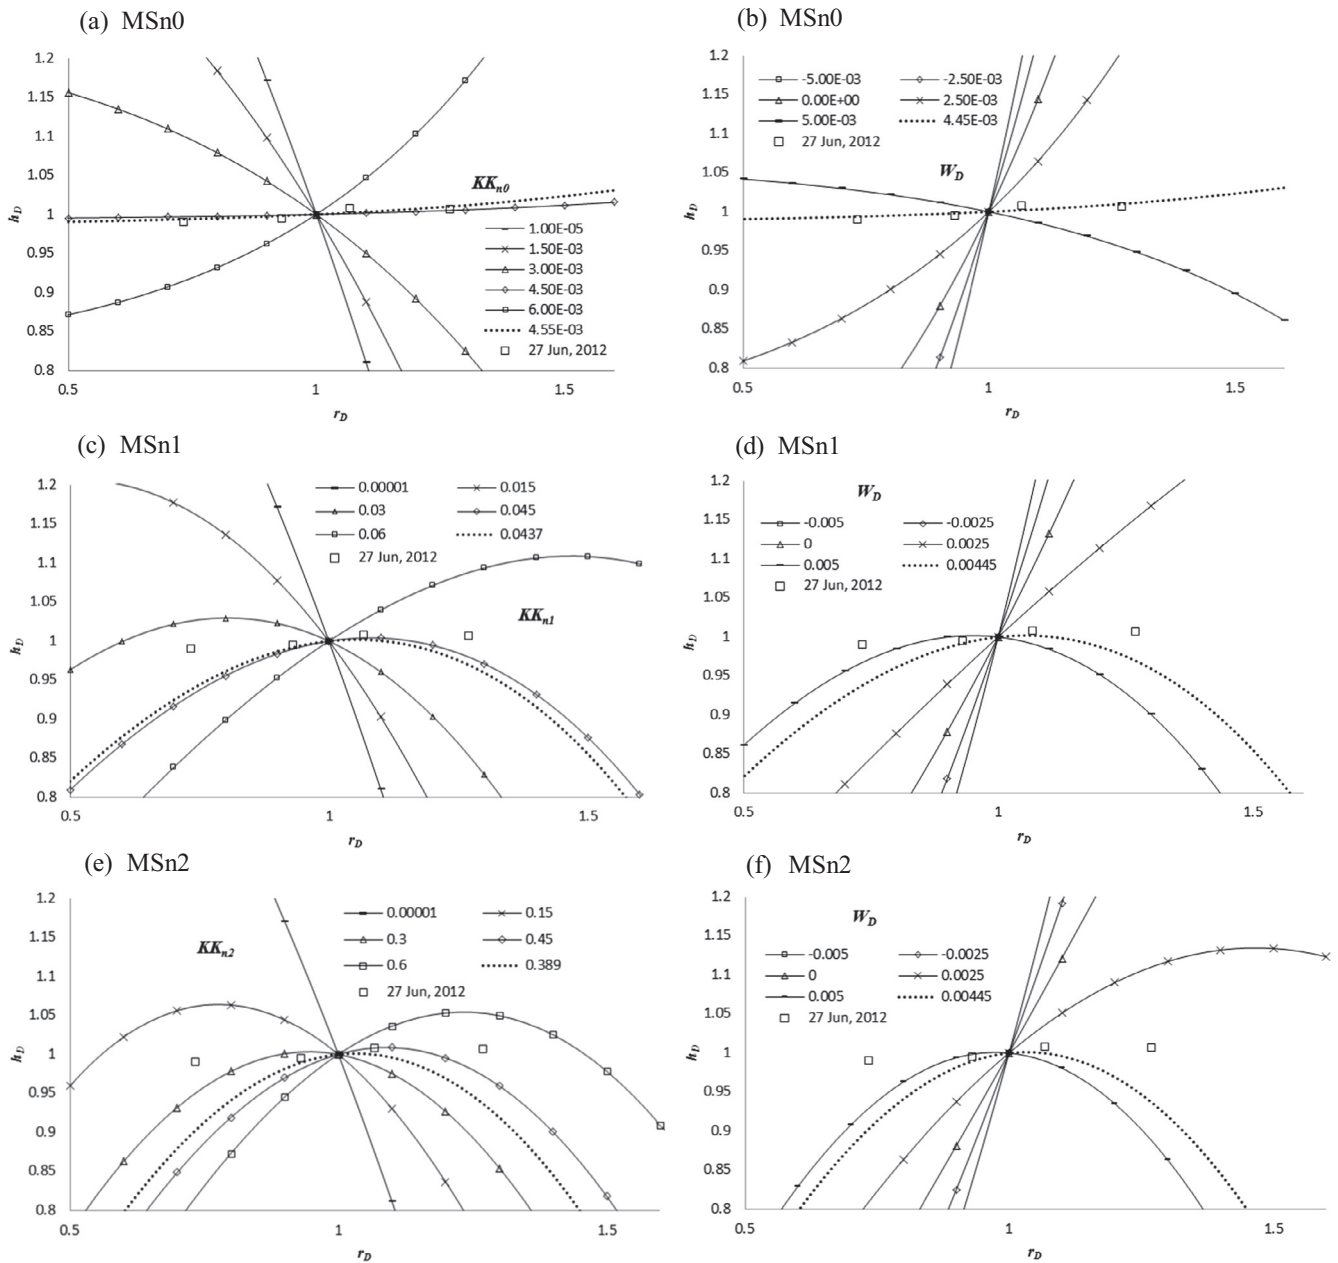 (a) MSn0
1.2
1.15
1.1
1.05
1
0.95
0.9
0.85
0.8
h_D
0.5
1
1.5
r_D
KK_n0
1.00E-05
1.50E-03
3.00E-03
4.50E-03
6.00E-03
4.55E-03
27 Jun, 2012
(b) MSn0
1.2
1.15
1.1
1.05
1
0.95
0.9
0.85
0.8
h_D
0.5
1
1.5
r_D
-5.00E-03 -2.50E-03
0.00E+00 2.50E-03
5.00E-03 4.45E-03
27 Jun, 2012
W_D
(c) MSn1
1.2
1.15
1.1
1.05
1
0.95
0.9
0.85
0.8
h_D
0.5
1
1.5
r_D
0.00001 0.015
0.03 0.045
0.06 0.0437
27 Jun, 2012
KK_n1
(d) MSn1
1.2
1.15
1.1
1.05
1
0.95
0.9
0.85
0.8
h_D
0.5
1
1.5
r_D
W_D
-0.005 -0.0025
0 0.0025
0.005 0.00445
27 Jun, 2012
(e) MSn2
1.2
1.15
1.1
1.05
1
0.95
0.9
0.85
0.8
h_D
0.5
1
1.5
r_D
KK_n2
0.00001 0.15
0.3 0.45
0.6 0.389
27 Jun, 2012
(f) MSn2
1.2
1.15
1.1
1.05
1
0.95
0.9
0.85
0.8
h_D
0.5
1
1.5
r_D
W_D
-0.005 -0.0025
0 0.0025
0.005 0.00445
27 Jun, 2012